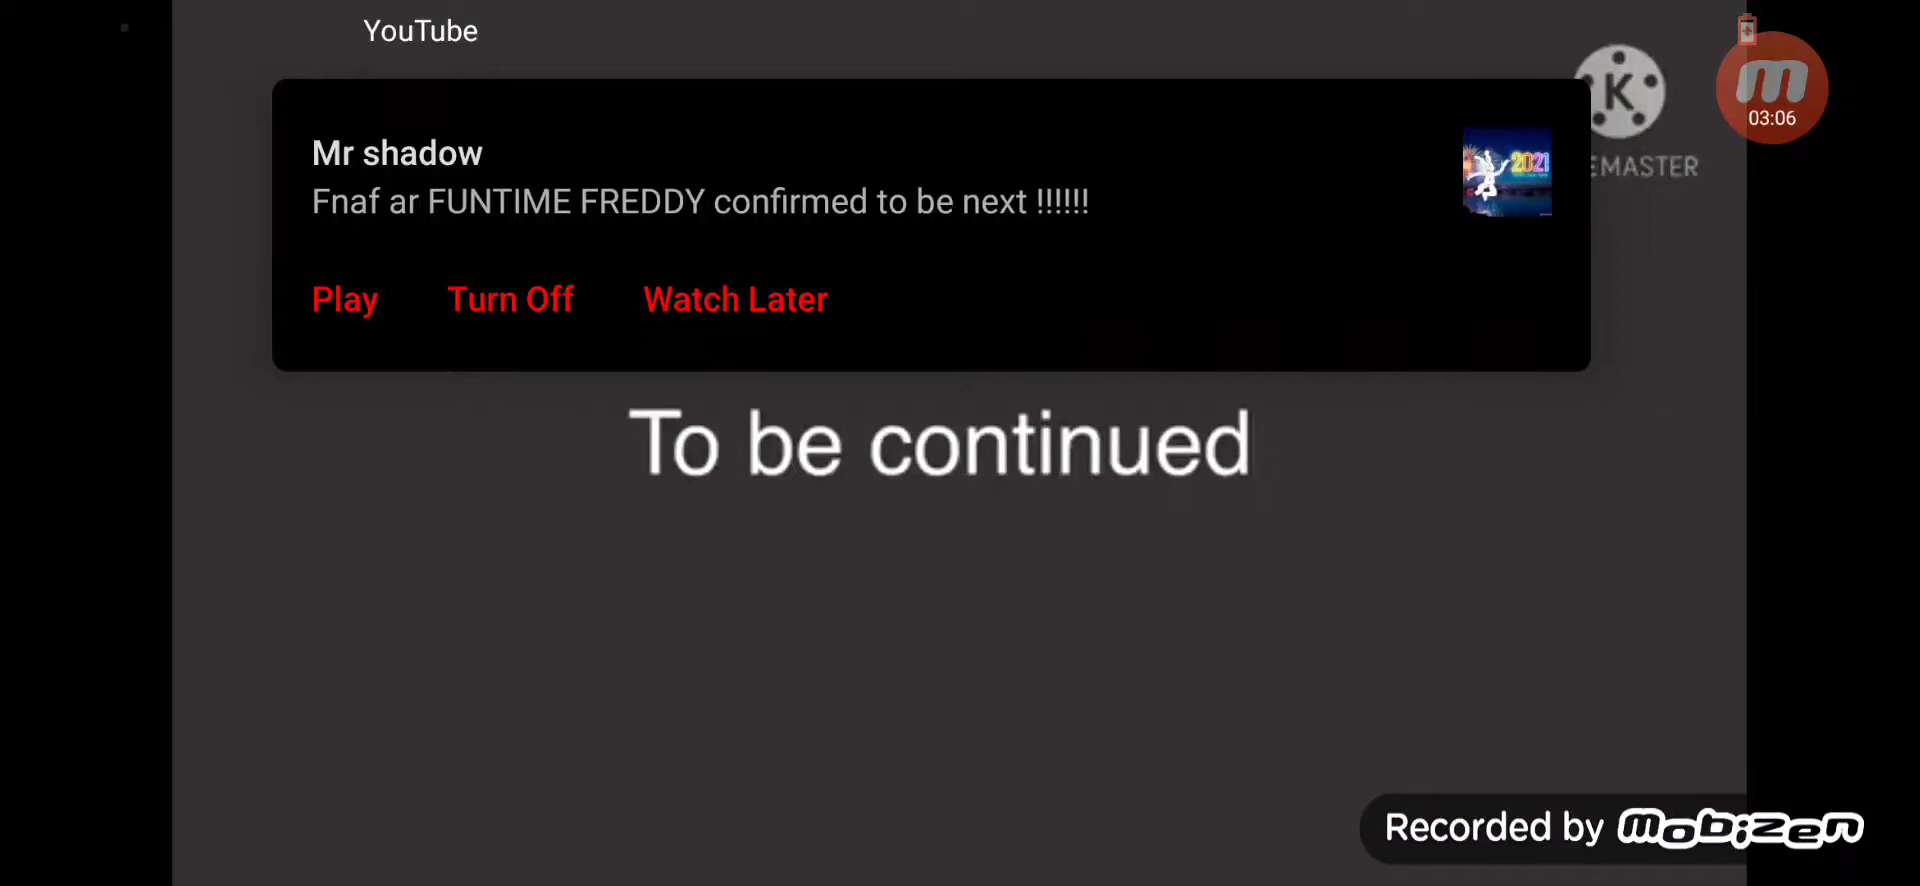 YouTube
Mr shadow
Fnaf ar FUNTIME FREDDY confirmed to be next !!!!!!
2021
Play Turn Off Watch Later
K
EMASTER
03:06
To be continued
Recorded by mobizen